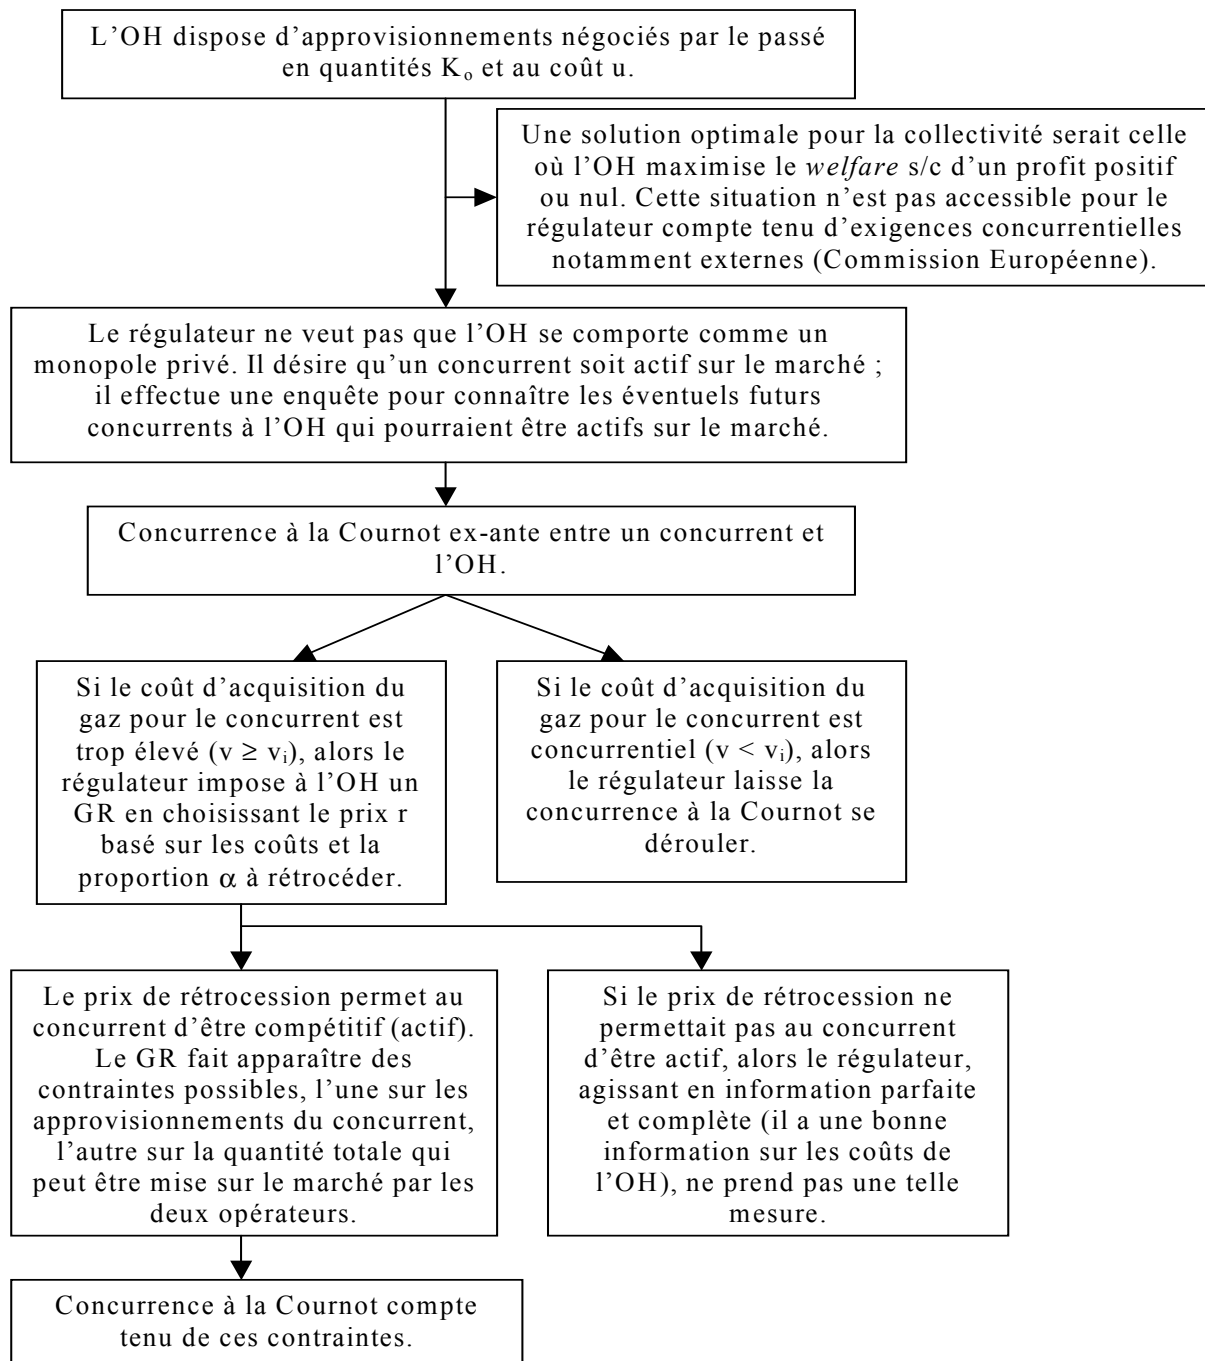 L’OH dispose d’approvisionnements négociés par le passé
en quantités Kₒ et au coût u.
Une solution optimale pour la collectivité serait celle
où l’OH maximise le welfare s/c d’un profit positif
ou nul. Cette situation n’est pas accessible pour le
régulateur compte tenu d’exigences concurrentielles
notamment externes (Commission Européenne).
Le régulateur ne veut pas que l’OH se comporte comme un
monopole privé. Il désire qu’un concurrent soit actif sur le marché ;
il effectue une enquête pour connaître les éventuels futurs
concurrents à l’OH qui pourraient être actifs sur le marché.
Concurrence à la Cournot ex-ante entre un concurrent et
l’OH.
Si le coût d’acquisition du
gaz pour le concurrent est
trop élevé (v ≥ vᵢ), alors le
régulateur impose à l’OH un
GR en choisissant le prix r
basé sur les coûts et la
proportion α à rétrocéder.
Si le coût d’acquisition du
gaz pour le concurrent est
concurrentiel (v < vᵢ), alors
le régulateur laisse la
concurrence à la Cournot se
dérouler.
Le prix de rétrocession permet au
concurrent d’être compétitif (actif).
Le GR fait apparaître des
contraintes possibles, l’une sur les
approvisionnements du concurrent,
l’autre sur la quantité totale qui
peut être mise sur le marché par les
deux opérateurs.
Si le prix de rétrocession ne
permettait pas au concurrent
d’être actif, alors le régulateur,
agissant en information parfaite
et complète (il a une bonne
information sur les coûts de
l’OH), ne prend pas une telle
mesure.
Concurrence à la Cournot compte
tenu de ces contraintes.